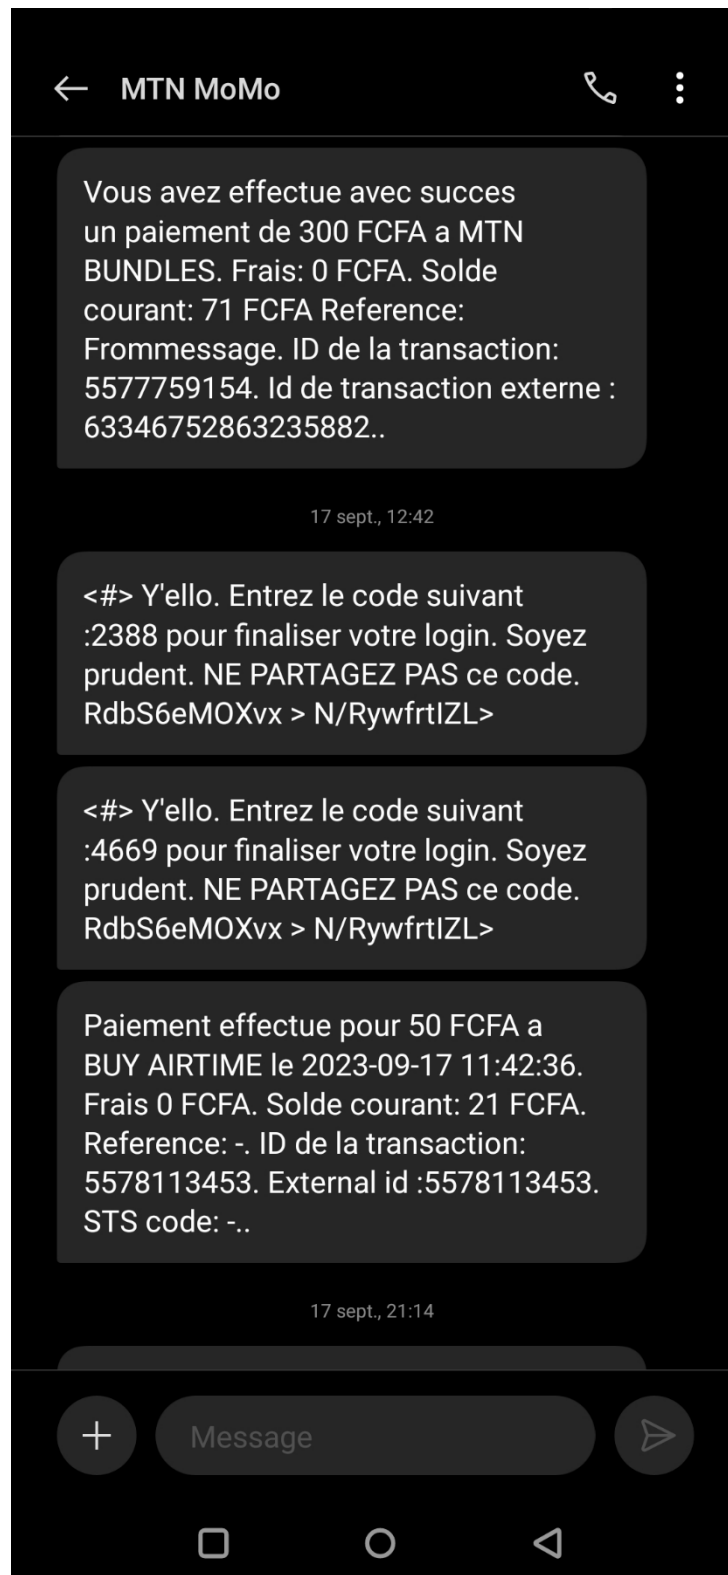 MTN MoMo
Vous avez effectue avec succes
un paiement de 300 FCFA a MTN
BUNDLES. Frais: 0 FCFA. Solde
courant: 71 FCFA Reference:
Frommessage. ID de la transaction:
5577759154. Id de transaction externe :
63346752863235882..
17 sept., 12:42
<#> Y'ello. Entrez le code suivant
:2388 pour finaliser votre login. Soyez
prudent. NE PARTAGEZ PAS ce code.
RdbS6eMOXvx > N/RywfrtIZL>
<#> Y'ello. Entrez le code suivant
:4669 pour finaliser votre login. Soyez
prudent. NE PARTAGEZ PAS ce code.
RdbS6eMOXvx > N/RywfrtIZL>
Paiement effectue pour 50 FCFA a
BUY AIRTIME le 2023-09-17 11:42:36.
Frais 0 FCFA. Solde courant: 21 FCFA.
Reference: -. ID de la transaction:
5578113453. External id :5578113453.
STS code: -..
17 sept., 21:14
Message